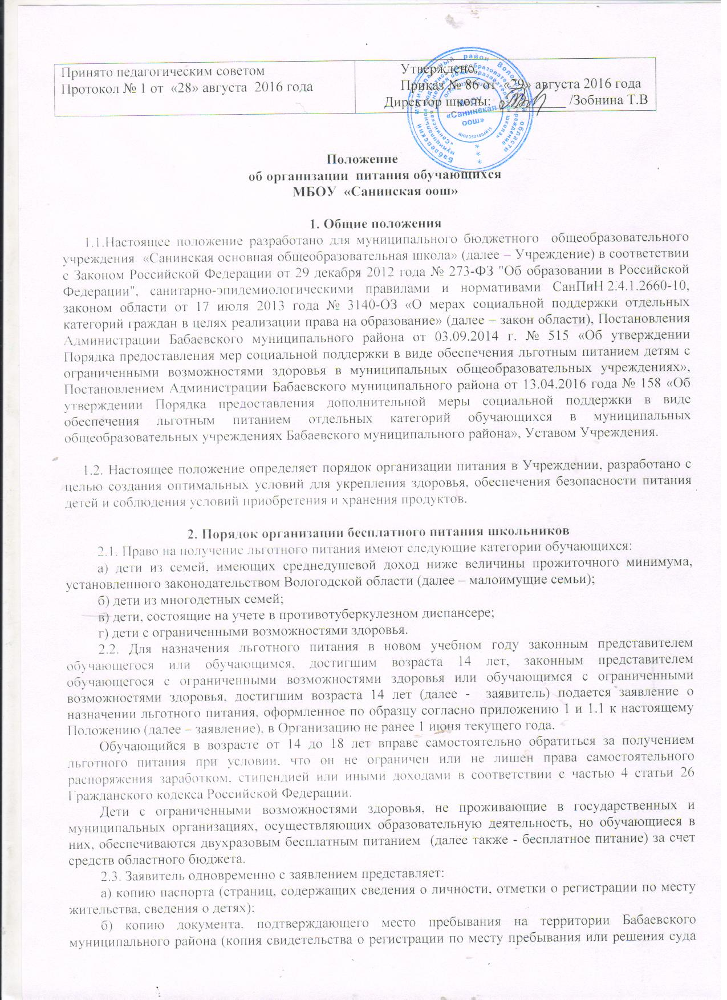 Принято педагогическим советом
Протокол № 1 от «28» августа 2016 года
Утверждено.
Приказ № 86 от «29» августа 2016 года
Директор школы: __________ /Зобнина Т.В
Бабаевский муниципальный район Вологодской области
МБОУ
«Санинская
оош»
ИНН 3501004611
Положение
об организации питания обучающихся
МБОУ «Санинская оош»
1. Общие положения
1.1.Настоящее положение разработано для муниципального бюджетного общеобразовательного
учреждения «Санинская основная общеобразовательная школа» (далее – Учреждение) в соответствии
с Законом Российской Федерации от 29 декабря 2012 года № 273-ФЗ "Об образовании в Российской
Федерации", санитарно-эпидемиологическими правилами и нормативами СанПиН 2.4.1.2660-10,
законом области от 17 июля 2013 года № 3140-ОЗ «О мерах социальной поддержки отдельных
категорий граждан в целях реализации права на образование» (далее – закон области), Постановления
Администрации Бабаевского муниципального района от 03.09.2014 г. № 515 «Об утверждении
Порядка предоставления мер социальной поддержки в виде обеспечения льготным питанием детям с
ограниченными возможностями здоровья в муниципальных общеобразовательных учреждениях»,
Постановлением Администрации Бабаевского муниципального района от 13.04.2016 года № 158 «Об
утверждении Порядка предоставления дополнительной меры социальной поддержки в виде
обеспечения льготным питанием отдельных категорий обучающихся в муниципальных
общеобразовательных учреждениях Бабаевского муниципального района», Уставом Учреждения.
1.2. Настоящее положение определяет порядок организации питания в Учреждении, разработано с
целью создания оптимальных условий для укрепления здоровья, обеспечения безопасности питания
детей и соблюдения условий приобретения и хранения продуктов.
2. Порядок организации бесплатного питания школьников
2.1. Право на получение льготного питания имеют следующие категории обучающихся:
а) дети из семей, имеющих среднедушевой доход ниже величины прожиточного минимума,
установленного законодательством Вологодской области (далее – малоимущие семьи);
б) дети из многодетных семей;
в) дети, состоящие на учете в противотуберкулезном диспансере;
г) дети с ограниченными возможностями здоровья.
2.2. Для назначения льготного питания в новом учебном году законным представителем
обучающегося или обучающимся, достигшим возраста 14 лет, законным представителем
обучающегося с ограниченными возможностями здоровья или обучающимся с ограниченными
возможностями здоровья, достигшим возраста 14 лет (далее - заявитель) подается заявление о
назначении льготного питания, оформленное по образцу согласно приложению 1 и 1.1 к настоящему
Положению (далее – заявление), в Организацию не ранее 1 июня текущего года.
Обучающийся в возрасте от 14 до 18 лет вправе самостоятельно обратиться за получением
льготного питания при условии, что он не ограничен или не лишен права самостоятельного
распоряжения заработком, стипендией или иными доходами в соответствии с частью 4 статьи 26
Гражданского кодекса Российской Федерации.
Дети с ограниченными возможностями здоровья, не проживающие в государственных и
муниципальных организациях, осуществляющих образовательную деятельность, но обучающиеся в
них, обеспечиваются двухразовым бесплатным питанием (далее также - бесплатное питание) за счет
средств областного бюджета.
2.3. Заявитель одновременно с заявлением представляет:
а) копию паспорта (страниц, содержащих сведения о личности, отметки о регистрации по месту
жительства, сведения о детях);
б) копию документа, подтверждающего место пребывания на территории Бабаевского
муниципального района (копия свидетельства о регистрации по месту пребывания или решения суда